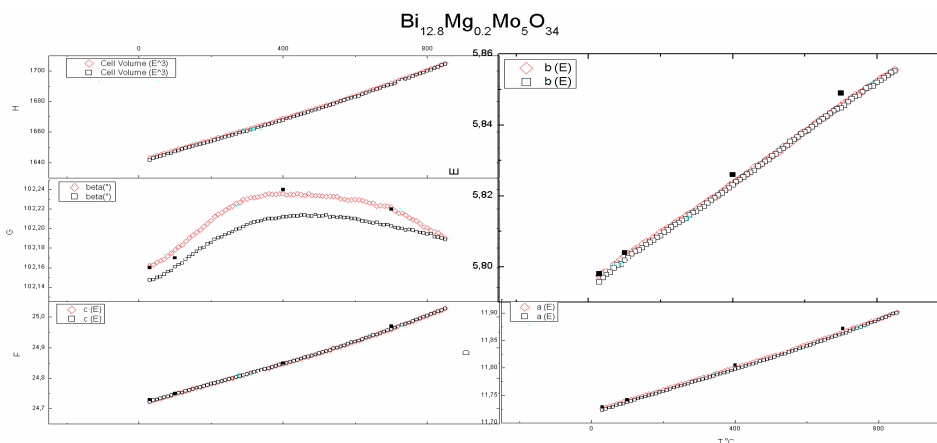 Bi12.8Mg0.2Mo5O34
0 400 800
Cell Volume (E^3)
Cell Volume (E^3)
1700
1680
1660
1640
H
beta(°)
beta(°)
102,24
102,22
102,20
102,18
102,16
102,14
G
c (E)
c (E)
25,0
24,9
24,8
24,7
F
b (E)
b (E)
5,86
5,84
5,82
5,80
E
a (E)
a (E)
11,90
11,85
11,80
11,75
11,70
D
0 400 800
T °C